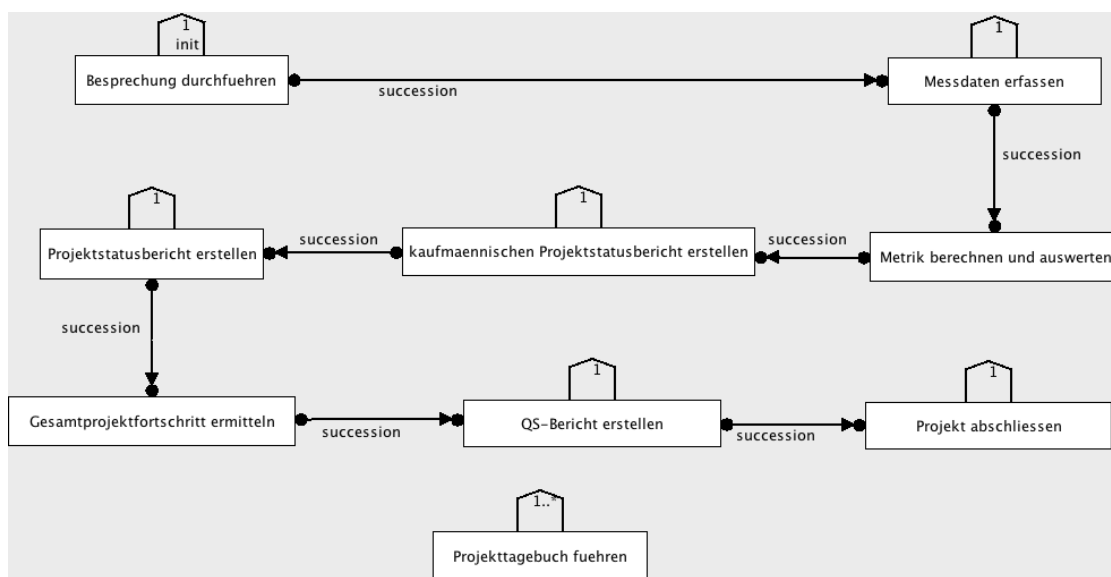 1
init
Besprechung durchfuehren
succession
1
Messdaten erfassen
succession
1
Projektstatusbericht erstellen
succession
1
kaufmaennischen Projektstatusbericht erstellen
succession
Metrik berechnen und auswerten
succession
Gesamtprojektfortschritt ermitteln
succession
1
QS-Bericht erstellen
succession
1
Projekt abschliessen
1..*
Projekttagebuch fuehren